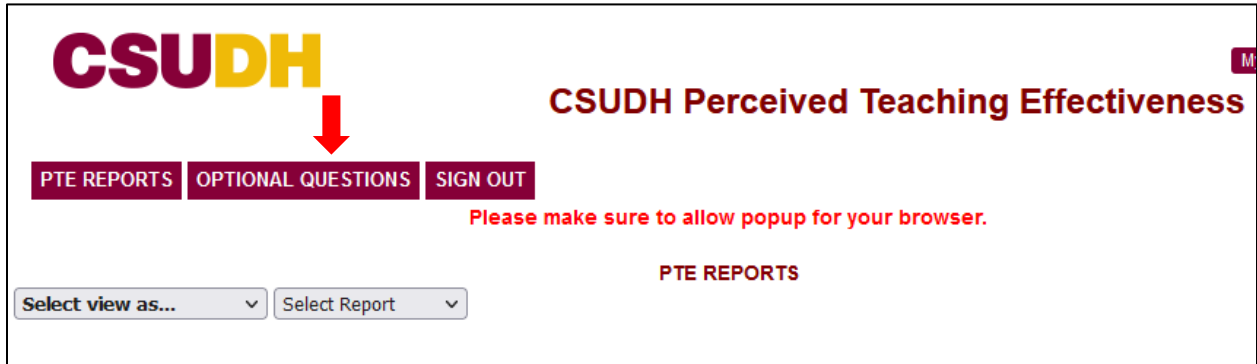 CSUDH
CSUDH Perceived Teaching Effectiveness
PTE REPORTS OPTIONAL QUESTIONS SIGN OUT
Please make sure to allow popup for your browser.
PTE REPORTS
Select view as... Select Report